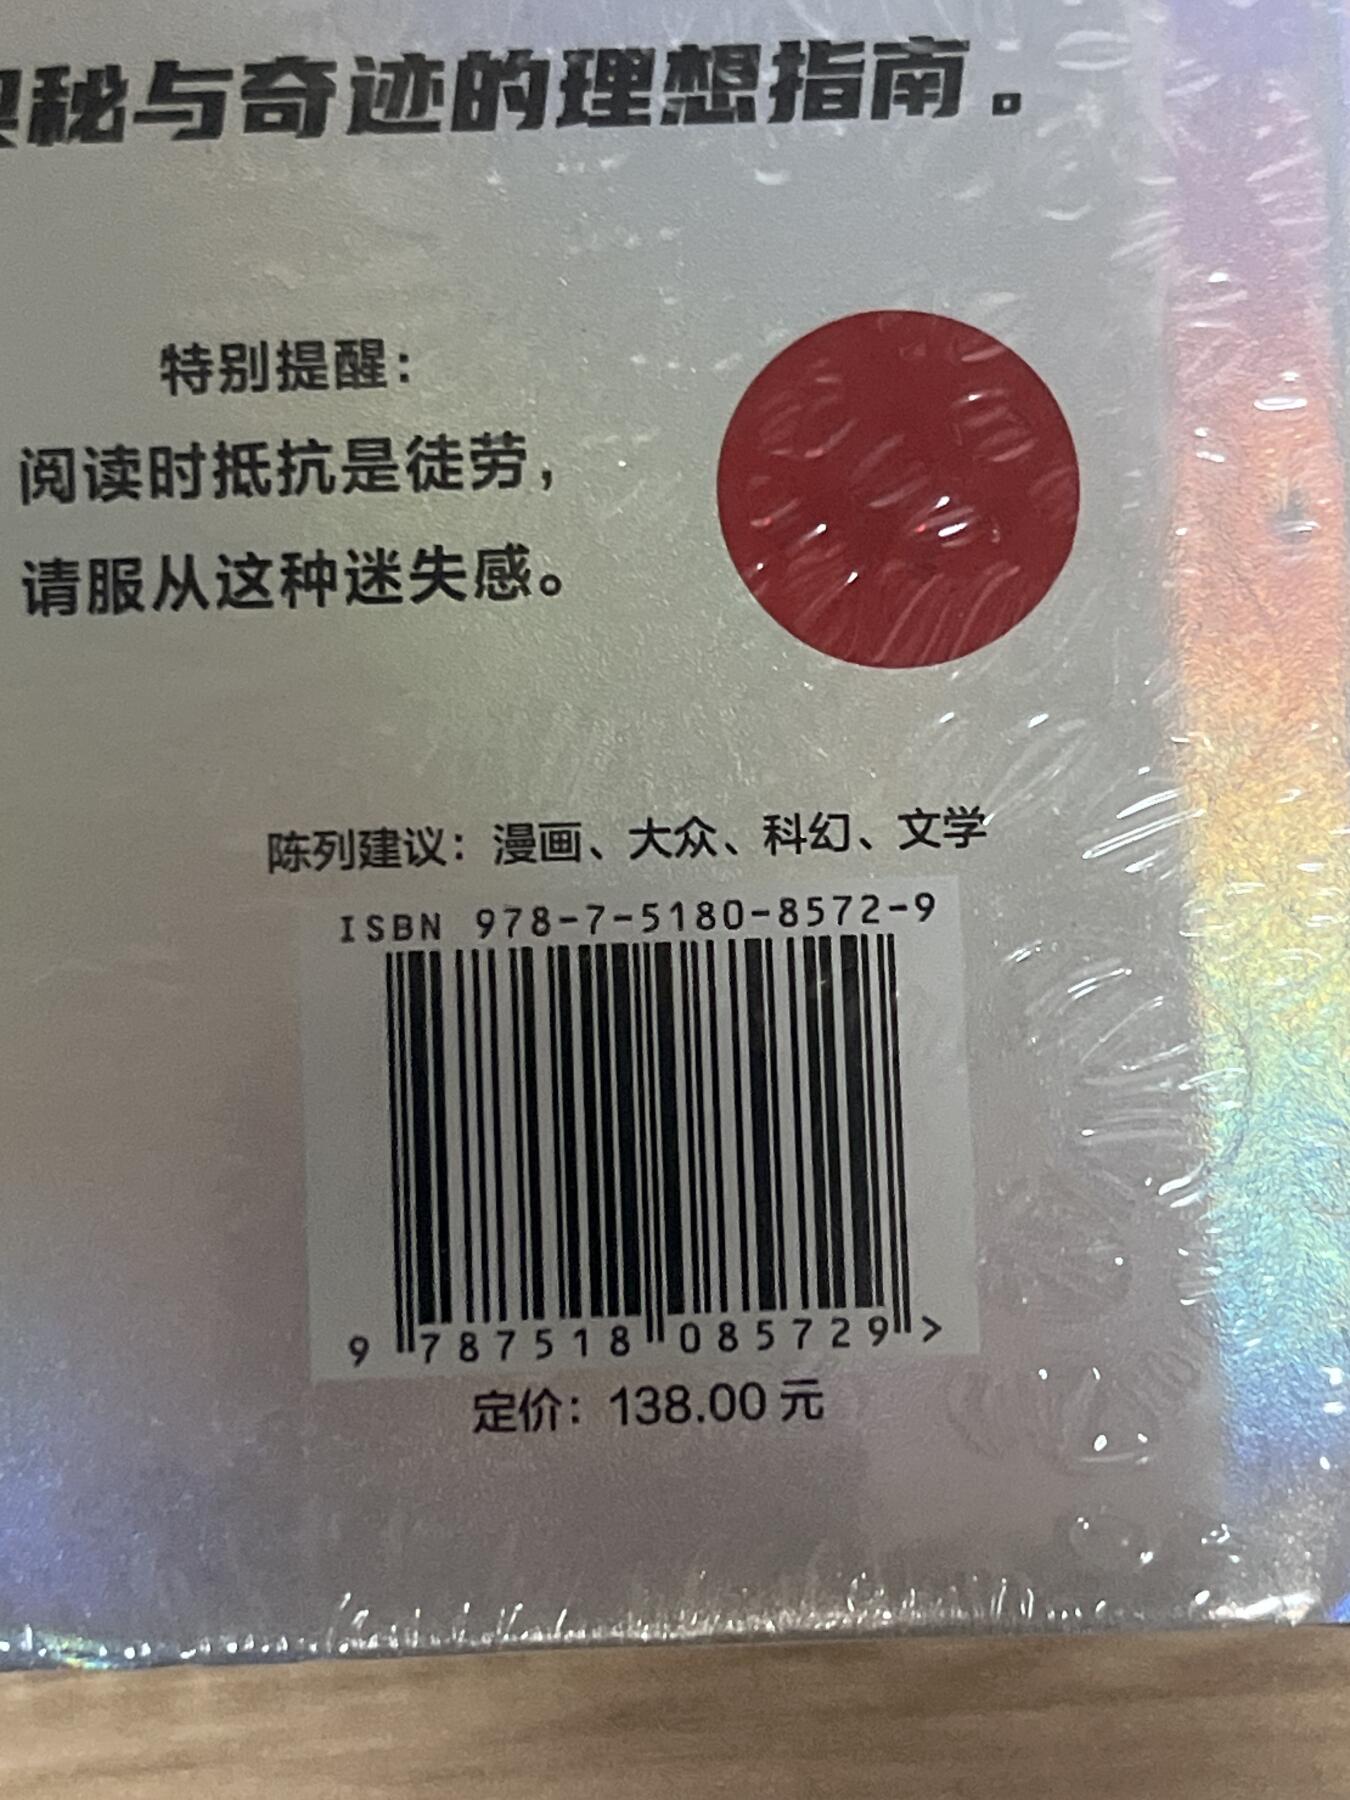 奥秘与奇迹的理想指南。
特别提醒：
阅读时抵抗是徒劳，
请服从这种迷失感。
陈列建议：漫画、大众、科幻、文学
ISBN 978-7-5180-8572-9
9 787518 085729 >
定价：138.00 元